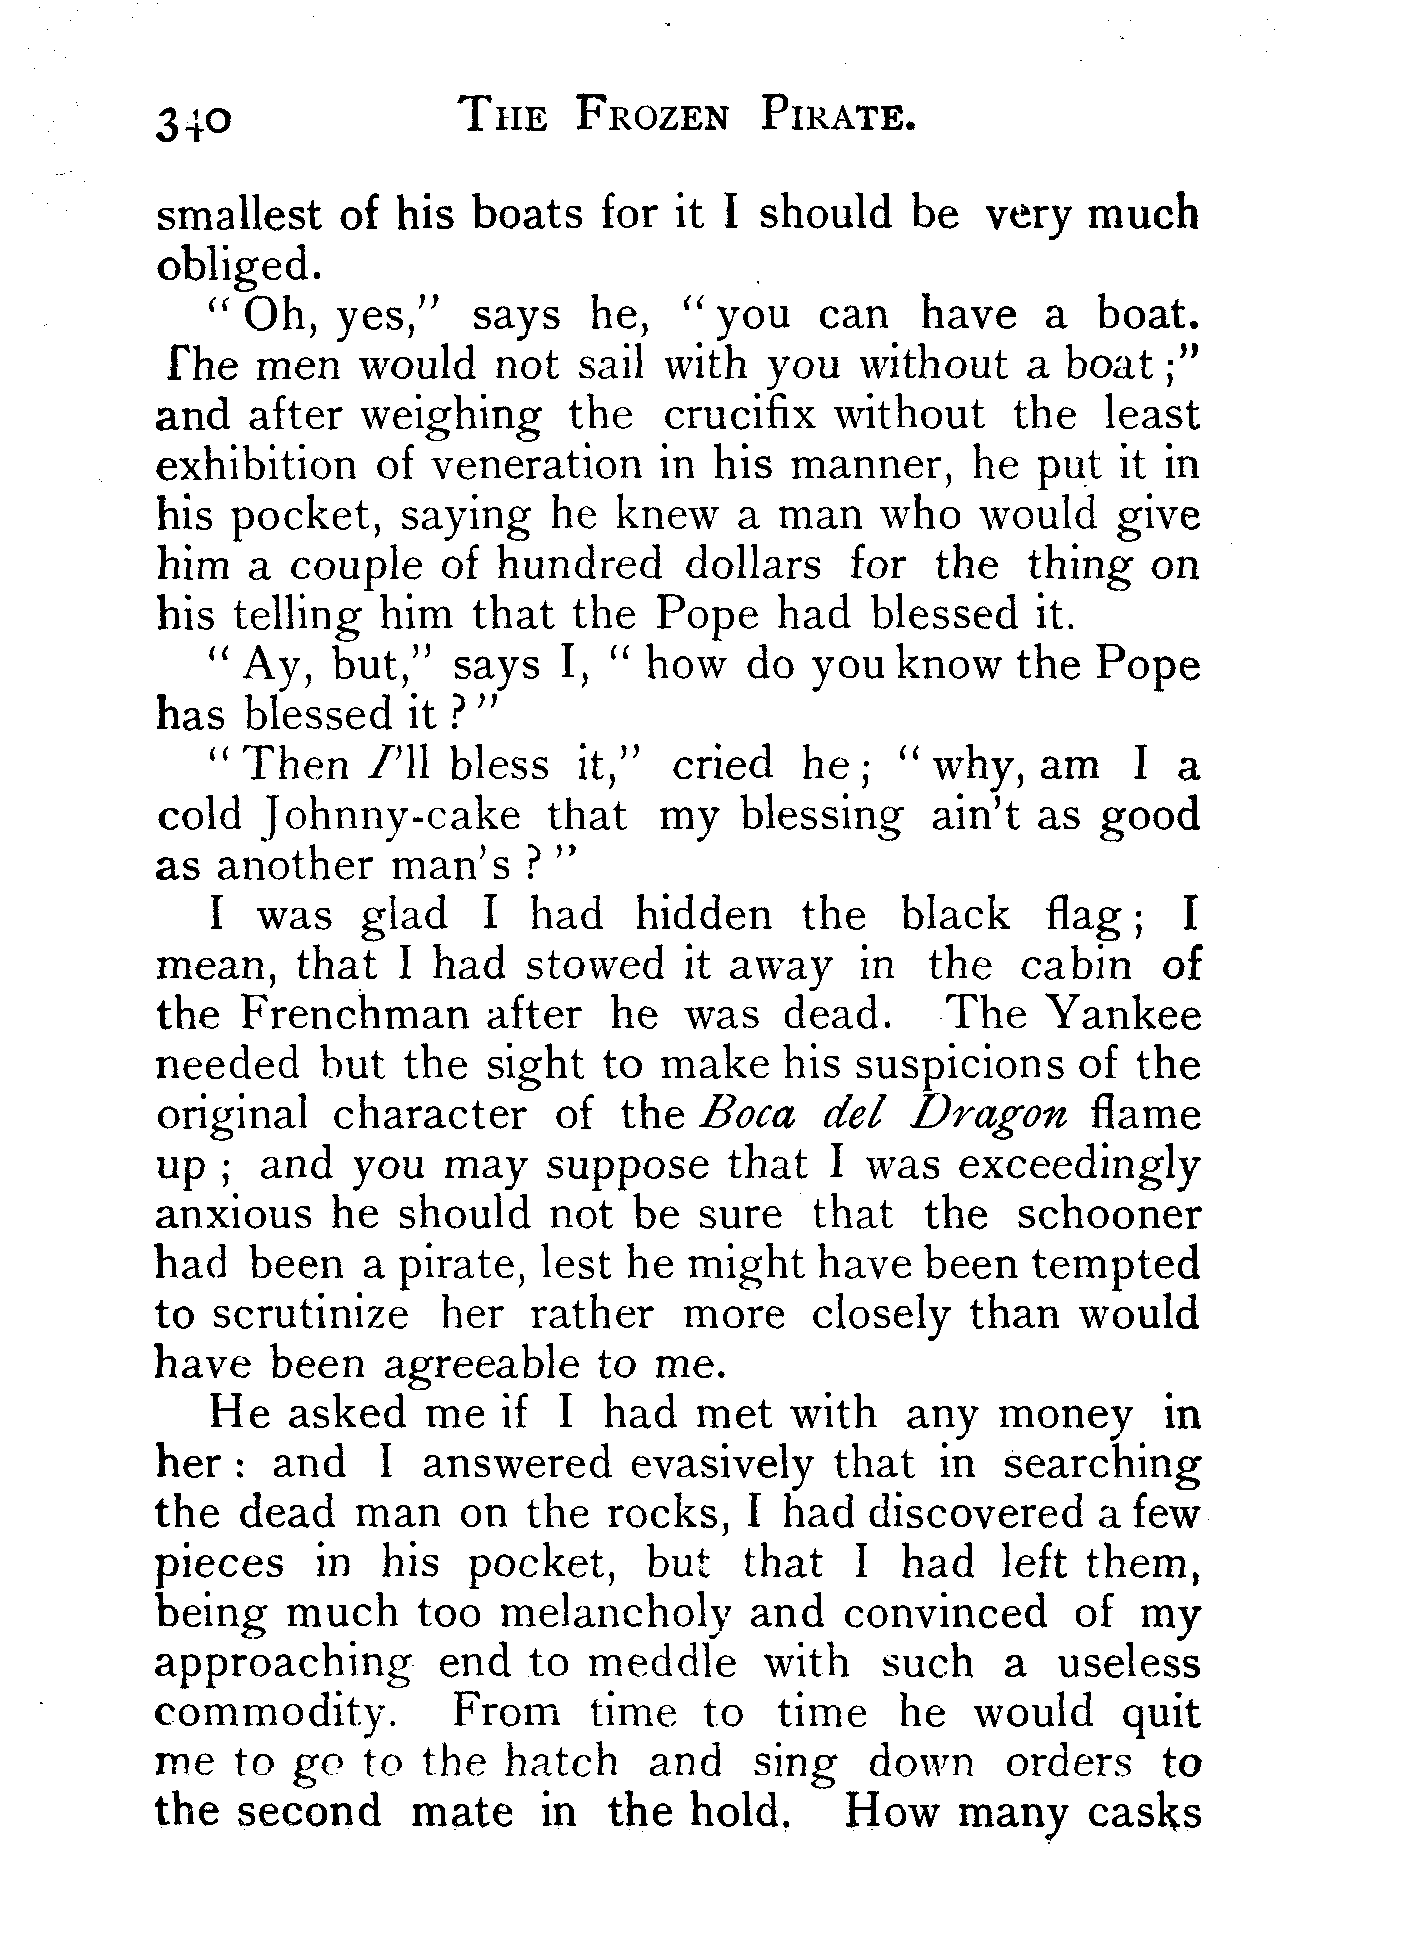 340 THE FROZEN PIRATE.
smallest of his boats for it I should be very much
obliged.
" Oh, yes," says he, " you can have a boat.
The men would not sail with you without a boat ;"
and after weighing the crucifix without the least
exhibition of veneration in his manner, he put it in
his pocket, saying he knew a man who would give
him a couple of hundred dollars for the thing on
his telling him that the Pope had blessed it.
" Ay, but," says I, " how do you know the Pope
has blessed it ? "
" Then I'll bless it," cried he ; " why, am I a
cold Johnny-cake that my blessing ain't as good
as another man's ? "
I was glad I had hidden the black flag ; I
mean, that I had stowed it away in the cabin of
the Frenchman after he was dead. The Yankee
needed but the sight to make his suspicions of the
original character of the Boca del Dragon flame
up ; and you may suppose that I was exceedingly
anxious he should not be sure that the schooner
had been a pirate, lest he might have been tempted
to scrutinize her rather more closely than would
have been agreeable to me.
He asked me if I had met with any money in
her : and I answered evasively that in searching
the dead man on the rocks, I had discovered a few
pieces in his pocket, but that I had left them,
being much too melancholy and convinced of my
approaching end to meddle with such a useless
commodity. From time to time he would quit
me to go to the hatch and sing down orders to
the second mate in the hold. How many casks